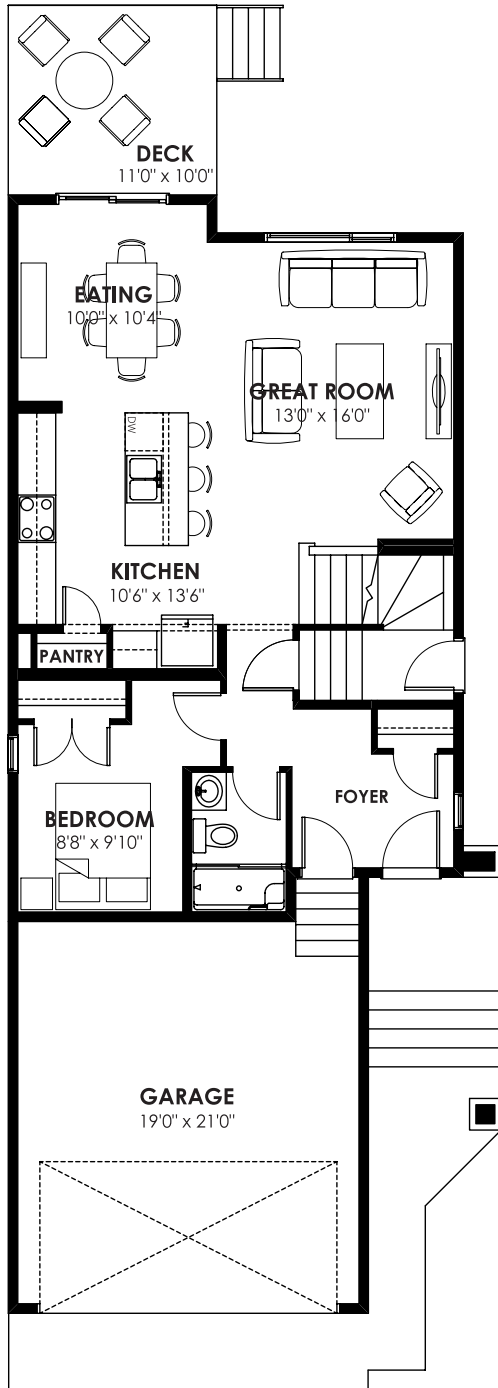 DECK
11'0" x 10'0"
EATING
10'0" x 10'4"
GREAT ROOM
13'0" x 16'0"
DW
KITCHEN
10'6" x 13'6"
PANTRY
FOYER
BEDROOM
8'8" x 9'10"
GARAGE
19'0" x 21'0"